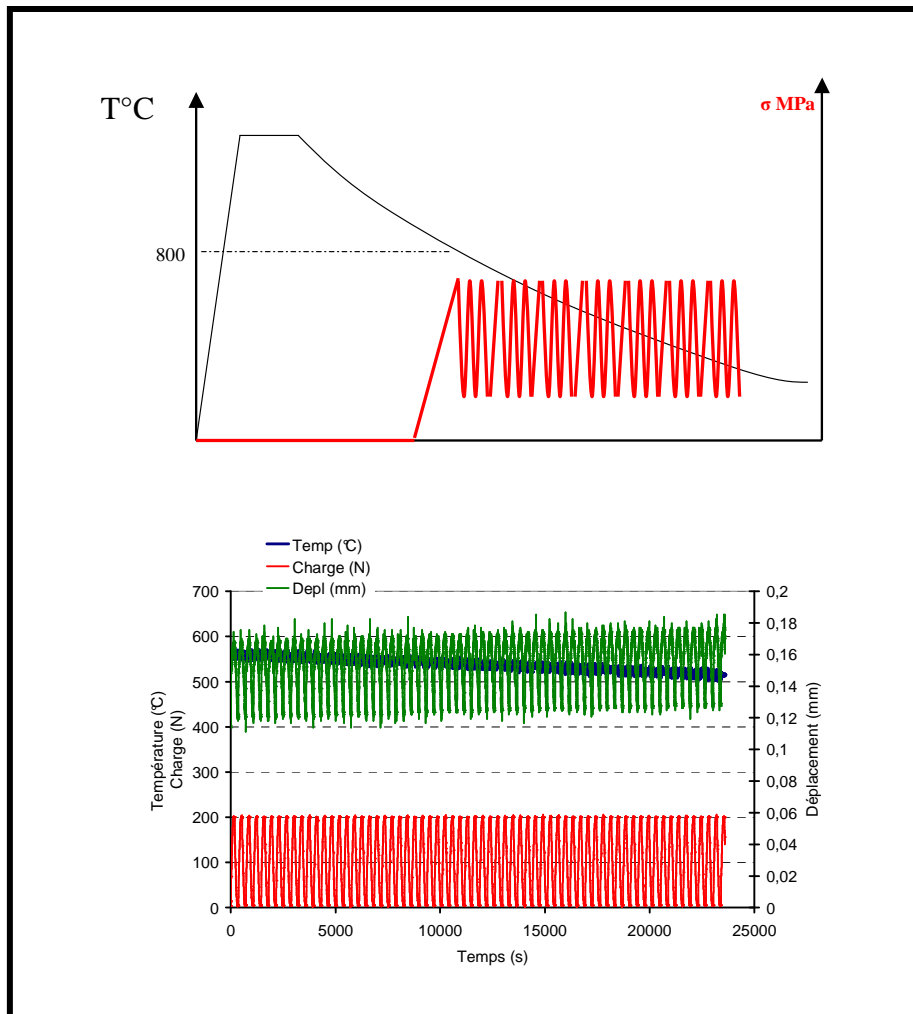 T°C
σ MPa
800
Temp (°C)
Charge (N)
Depl (mm)
700
600
500
400
300
200
100
0
Température (°C)
Charge (N)
0,2
0,18
0,16
0,14
0,12
0,1
0,08
0,06
0,04
0,02
0
Déplacement (mm)
0 5000 10000 15000 20000 25000
Temps (s)